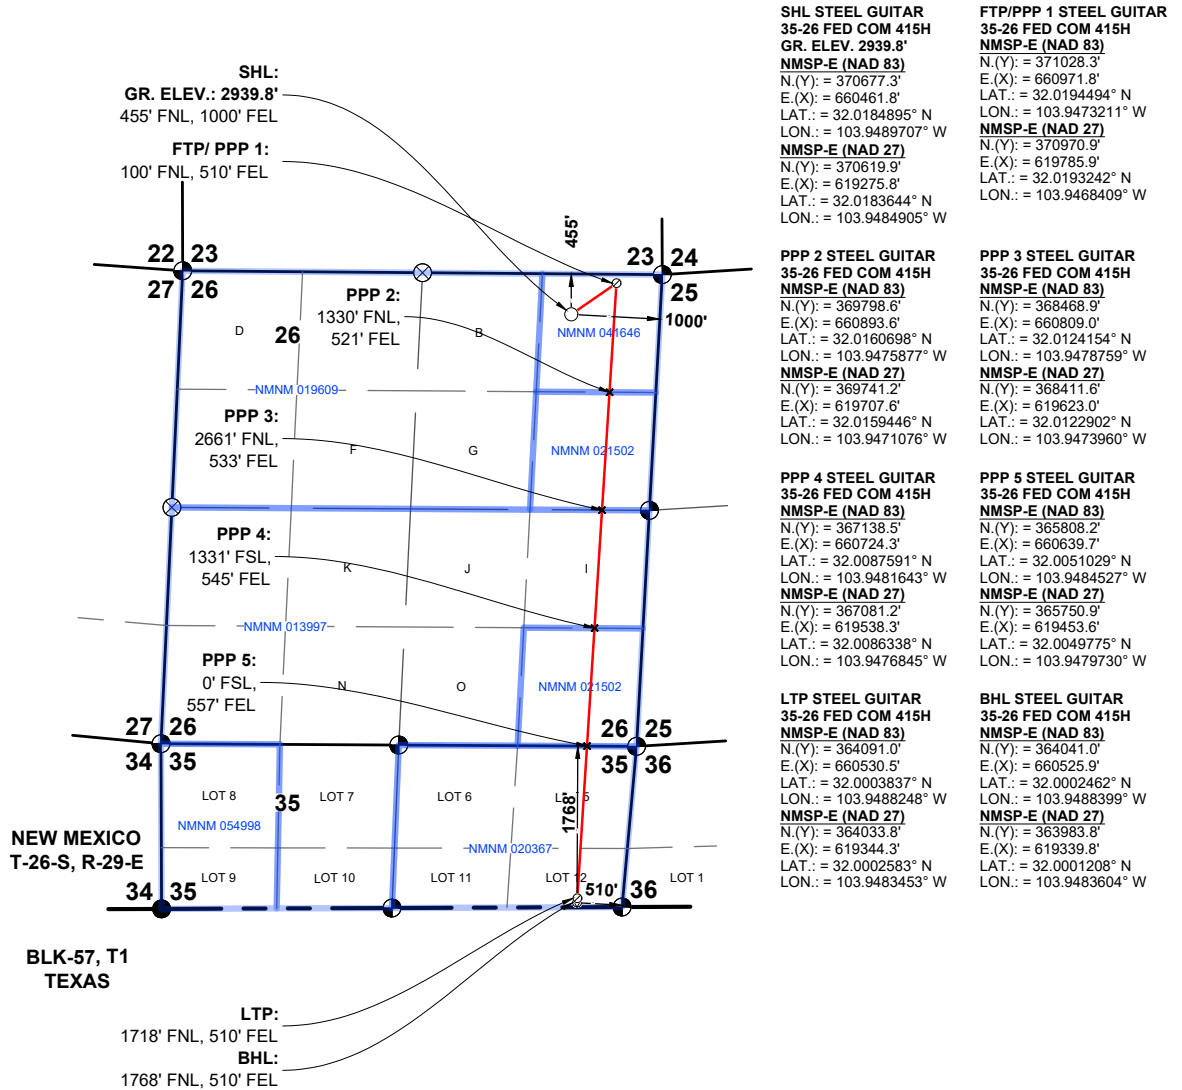 SHL:
GR. ELEV.: 2939.8'
455' FNL, 1000' FEL
FTP/ PPP 1:
100' FNL, 510' FEL
455'
22 23
27 26
23 24
25
1000'
PPP 2:
1330' FNL,
521' FEL
D
26
B
NMNM 041646
NMNM 019609
PPP 3:
2661' FNL,
533' FEL
F
G
NMNM 021502
PPP 4:
1331' FSL,
545' FEL
K
J
I
NMNM 013997
PPP 5:
0' FSL,
557' FEL
N
O
NMNM 021502
27 26
34 35
26 25
35 36
LOT 8
35
LOT 7
LOT 6
LOT 5
1768'
NMNM 054998
NMNM 020367
NEW MEXICO
T-26-S, R-29-E
LOT 9
LOT 10
LOT 11
LOT 12
LOT 1
510'
34 35
36
BLK-57, T1
TEXAS
LTP:
1718' FNL, 510' FEL
BHL:
1768' FNL, 510' FEL
SHL STEEL GUITAR
35-26 FED COM 415H
GR. ELEV. 2939.8'
NMSP-E (NAD 83)
N.(Y): = 370677.3'
E.(X): = 660461.8'
LAT.: = 32.0184895° N
LON.: = 103.9489707° W
NMSP-E (NAD 27)
N.(Y): = 370619.9'
E.(X): = 619275.8'
LAT.: = 32.0183644° N
LON.: = 103.9484905° W
FTP/PPP 1 STEEL GUITAR
35-26 FED COM 415H
NMSP-E (NAD 83)
N.(Y): = 371028.3'
E.(X): = 660971.8'
LAT.: = 32.0194494° N
LON.: = 103.9473211° W
NMSP-E (NAD 27)
N.(Y): = 370970.9'
E.(X): = 619785.9'
LAT.: = 32.0193242° N
LON.: = 103.9468409° W
PPP 2 STEEL GUITAR
35-26 FED COM 415H
NMSP-E (NAD 83)
N.(Y): = 369798.6'
E.(X): = 660893.6'
LAT.: = 32.0160698° N
LON.: = 103.9475877° W
NMSP-E (NAD 27)
N.(Y): = 369741.2'
E.(X): = 619707.6'
LAT.: = 32.0159446° N
LON.: = 103.9471076° W
PPP 3 STEEL GUITAR
35-26 FED COM 415H
NMSP-E (NAD 83)
N.(Y): = 368468.9'
E.(X): = 660809.0'
LAT.: = 32.0124154° N
LON.: = 103.9478759° W
NMSP-E (NAD 27)
N.(Y): = 368411.6'
E.(X): = 619623.0'
LAT.: = 32.0122902° N
LON.: = 103.9473960° W
PPP 4 STEEL GUITAR
35-26 FED COM 415H
NMSP-E (NAD 83)
N.(Y): = 367138.5'
E.(X): = 660724.3'
LAT.: = 32.0087591° N
LON.: = 103.9481643° W
NMSP-E (NAD 27)
N.(Y): = 367081.2'
E.(X): = 619538.3'
LAT.: = 32.0086338° N
LON.: = 103.9476845° W
PPP 5 STEEL GUITAR
35-26 FED COM 415H
NMSP-E (NAD 83)
N.(Y): = 365808.2'
E.(X): = 660639.7'
LAT.: = 32.0051029° N
LON.: = 103.9484527° W
NMSP-E (NAD 27)
N.(Y): = 365750.9'
E.(X): = 619453.6'
LAT.: = 32.0049775° N
LON.: = 103.9479730° W
LTP STEEL GUITAR
35-26 FED COM 415H
NMSP-E (NAD 83)
N.(Y): = 364091.0'
E.(X): = 660530.5'
LAT.: = 32.0003837° N
LON.: = 103.9488248° W
NMSP-E (NAD 27)
N.(Y): = 364033.8'
E.(X): = 619344.3'
LAT.: = 32.0002583° N
LON.: = 103.9483453° W
BHL STEEL GUITAR
35-26 FED COM 415H
NMSP-E (NAD 83)
N.(Y): = 364041.0'
E.(X): = 660525.9'
LAT.: = 32.0002462° N
LON.: = 103.9488399° W
NMSP-E (NAD 27)
N.(Y): = 363983.8'
E.(X): = 619339.8'
LAT.: = 32.0001208° N
LON.: = 103.9483604° W